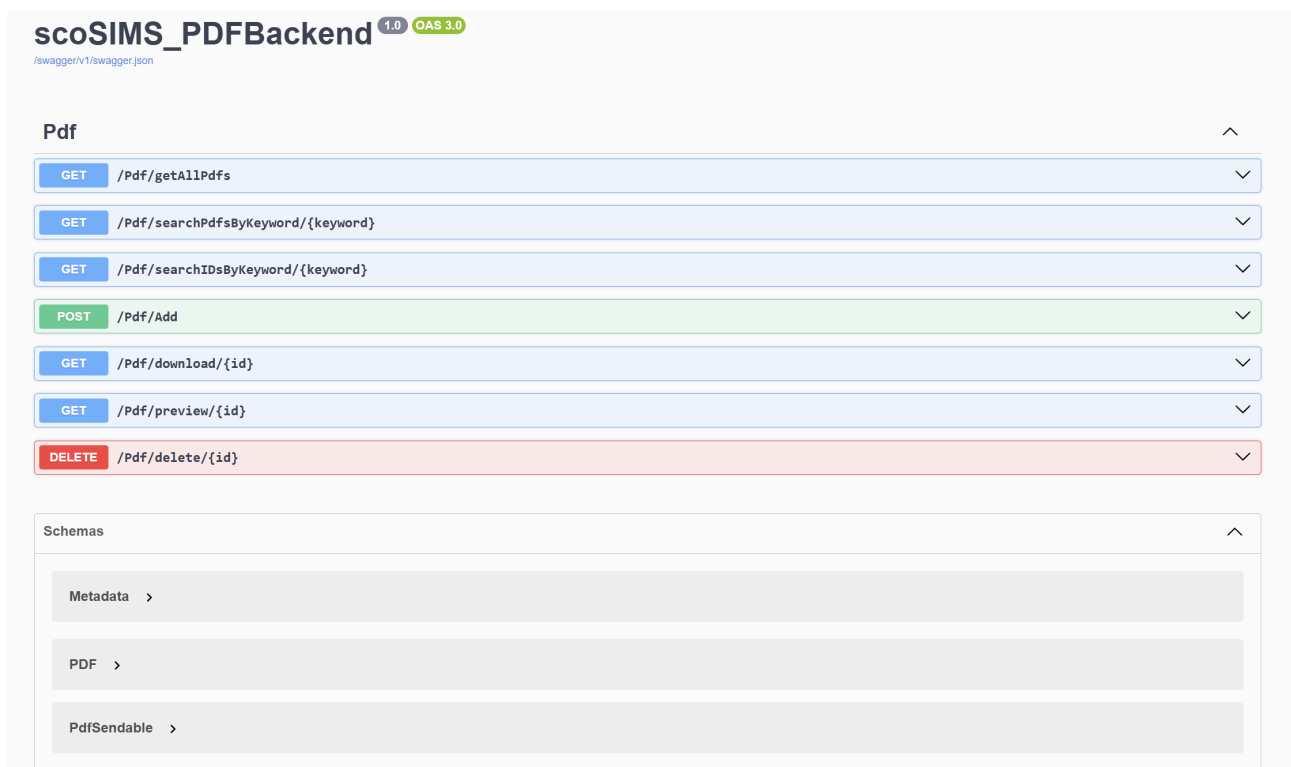 scoSIMS_PDFBackend 1.0 OAS 3.0
/swagger/v1/swagger.json
Pdf
GET /Pdf/getAllPdfs
GET /Pdf/searchPdfsByKeyword/{keyword}
GET /Pdf/searchIDsByKeyword/{keyword}
POST /Pdf/Add
GET /Pdf/download/{id}
GET /Pdf/preview/{id}
DELETE /Pdf/delete/{id}
Schemas
Metadata
PDF
PdfSendable